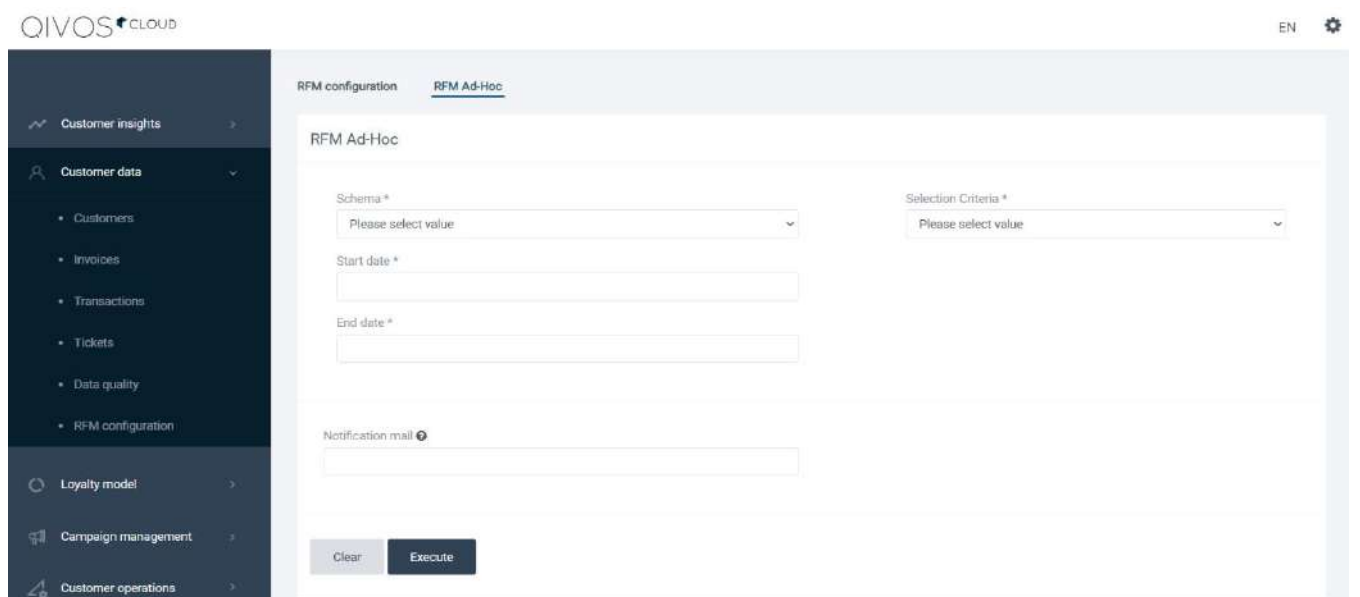 QIVOS CLOUD
EN
RFM configuration
RFM Ad-Hoc
Customer insights
Customer data
Customers
Invoices
Transactions
Tickets
Data quality
RFM configuration
Loyalty model
Campaign management
Customer operations
RFM Ad-Hoc
Schema *
Please select value
Selection Criteria *
Please select value
Start date *
End date *
Notification mail
Clear
Execute